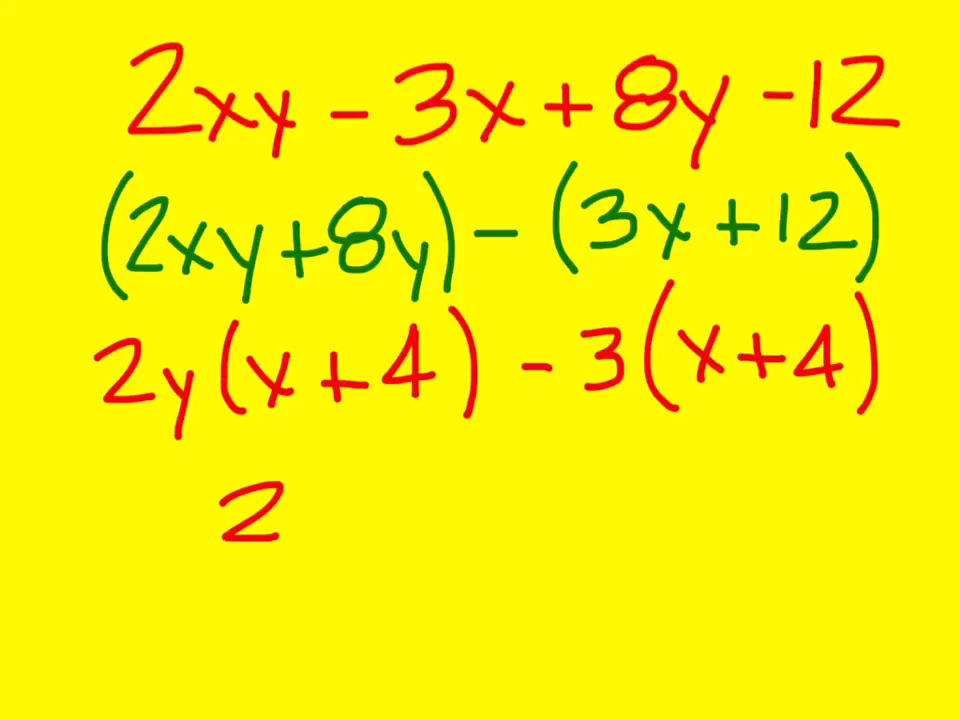 2xy - 3x + 8y - 12
(2xy + 8y) - (3x + 12)
2y(x + 4) - 3(x + 4)
2